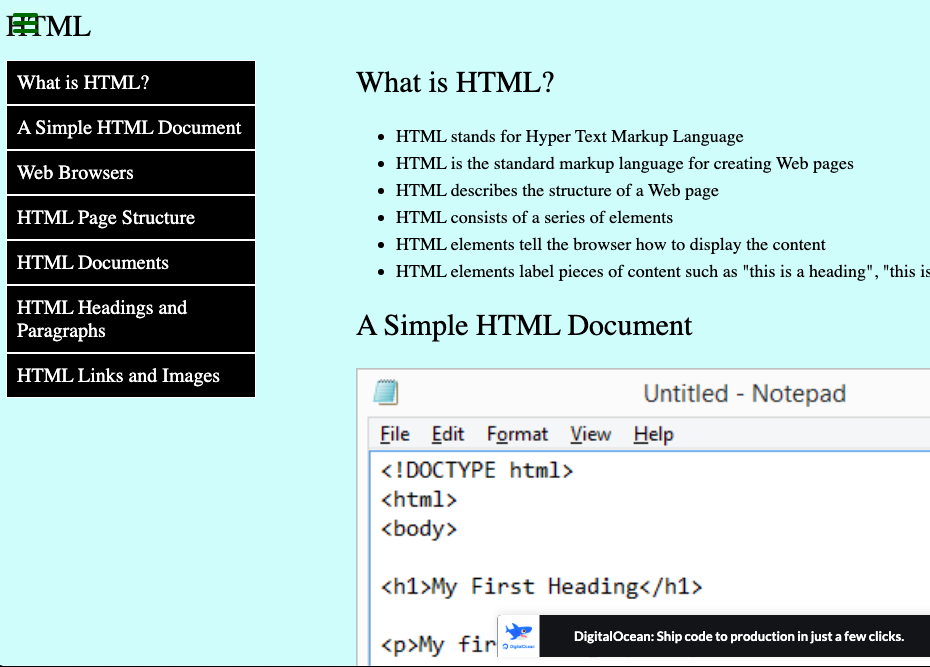 HTML
What is HTML?
A Simple HTML Document
Web Browsers
HTML Page Structure
HTML Documents
HTML Headings and
Paragraphs
HTML Links and Images
What is HTML?
HTML stands for Hyper Text Markup Language
HTML is the standard markup language for creating Web pages
HTML describes the structure of a Web page
HTML consists of a series of elements
HTML elements tell the browser how to display the content
HTML elements label pieces of content such as "this is a heading", "this is
A Simple HTML Document
Untitled - Notepad
File Edit Format View Help
<!DOCTYPE html>
<html>
<body>
<h1>My First Heading</h1>
<p>My fir
DigitalOcean
DigitalOcean: Ship code to production in just a few clicks.